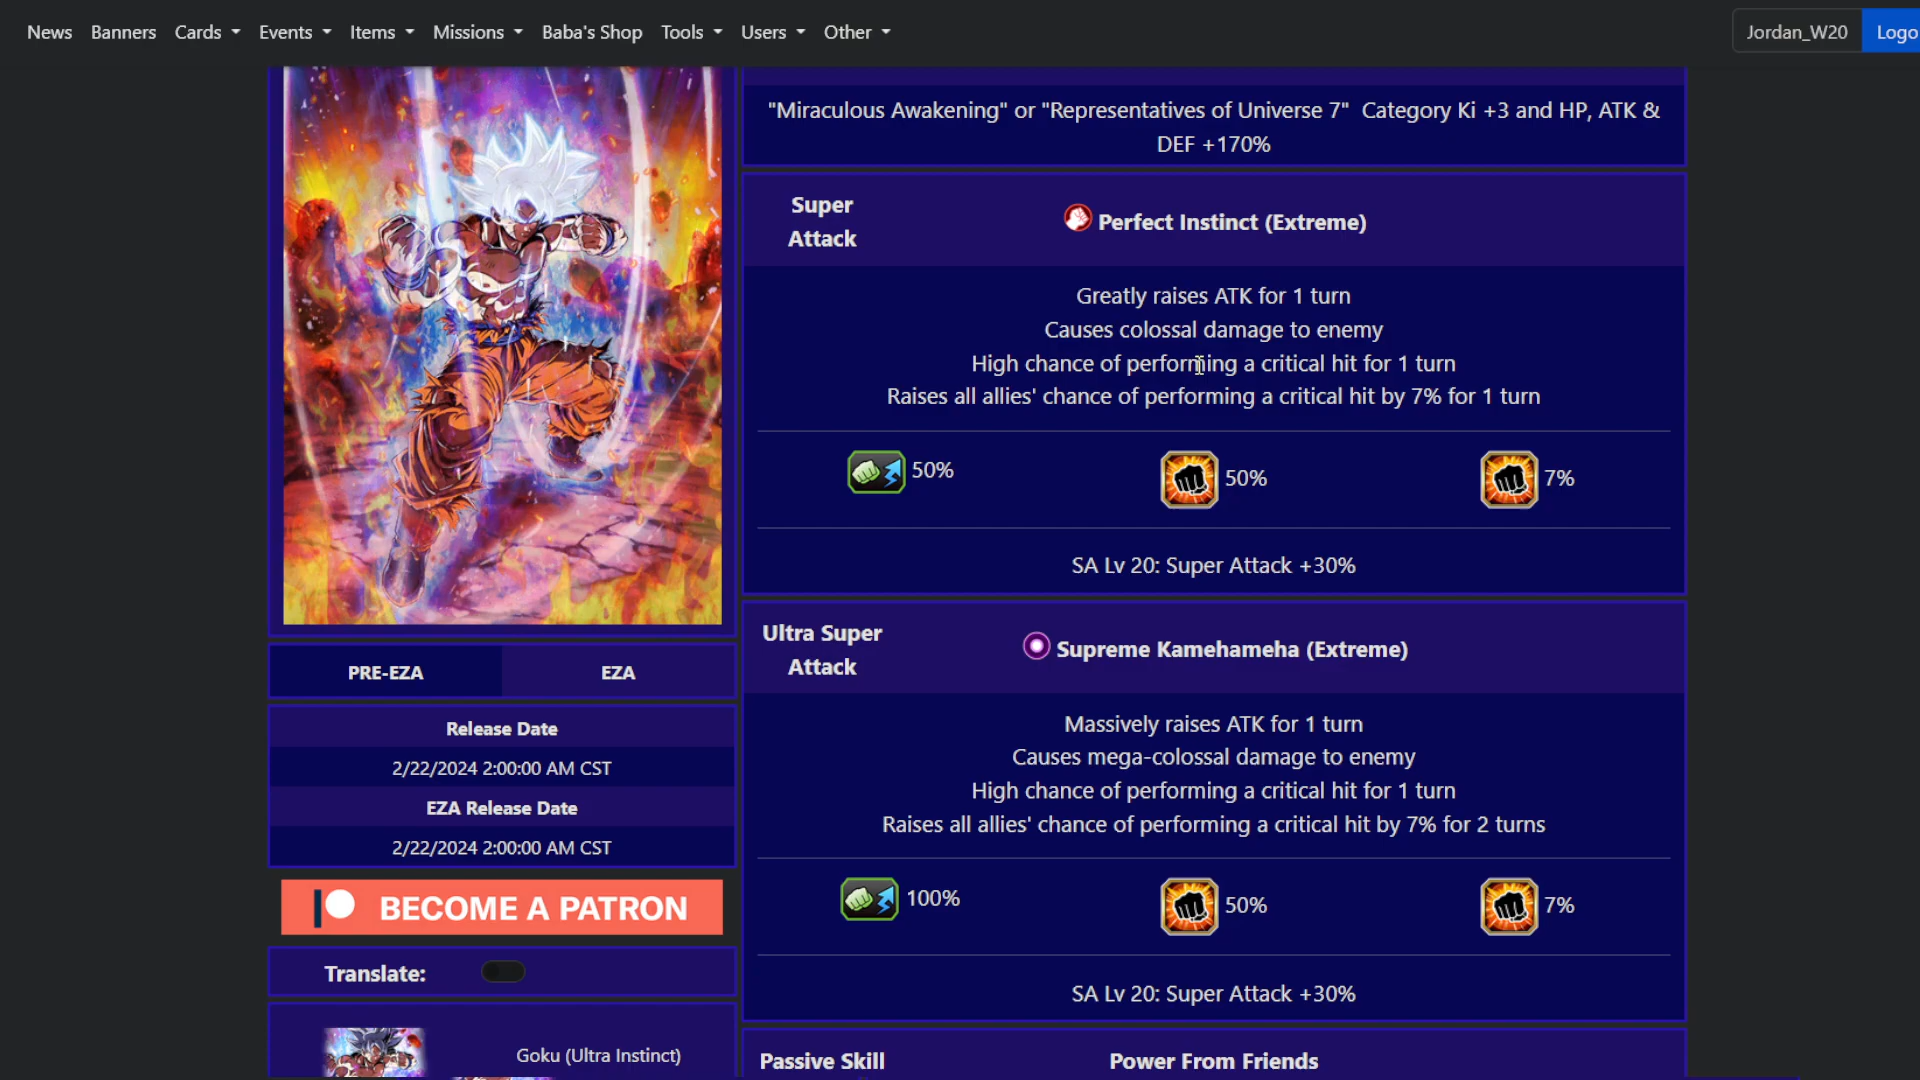 News Banners Cards Events Items Missions Baba's Shop Tools Users Other Jordan_W20 Logo
"Miraculous Awakening" or "Representatives of Universe 7" Category Ki +3 and HP, ATK &
DEF +170%
Super
Attack
Perfect Instinct (Extreme)
Greatly raises ATK for 1 turn
Causes colossal damage to enemy
High chance of performing a critical hit for 1 turn
Raises all allies' chance of performing a critical hit by 7% for 1 turn
50% 50% 7%
SA Lv 20: Super Attack +30%
Ultra Super
Attack
Supreme Kamehameha (Extreme)
Massively raises ATK for 1 turn
Causes mega-colossal damage to enemy
High chance of performing a critical hit for 1 turn
Raises all allies' chance of performing a critical hit by 7% for 2 turns
100% 50% 7%
SA Lv 20: Super Attack +30%
Passive Skill Power From Friends
PRE-EZA EZA
Release Date
2/22/2024 2:00:00 AM CST
EZA Release Date
2/22/2024 2:00:00 AM CST
BECOME A PATRON
Translate:
Goku (Ultra Instinct)